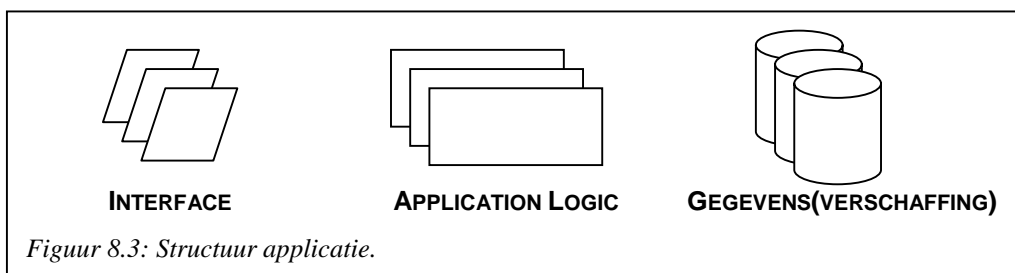 INTERFACE
APPLICATION LOGIC
GEGEVENS(VERSCHAFFING)
Figuur 8.3: Structuur applicatie.